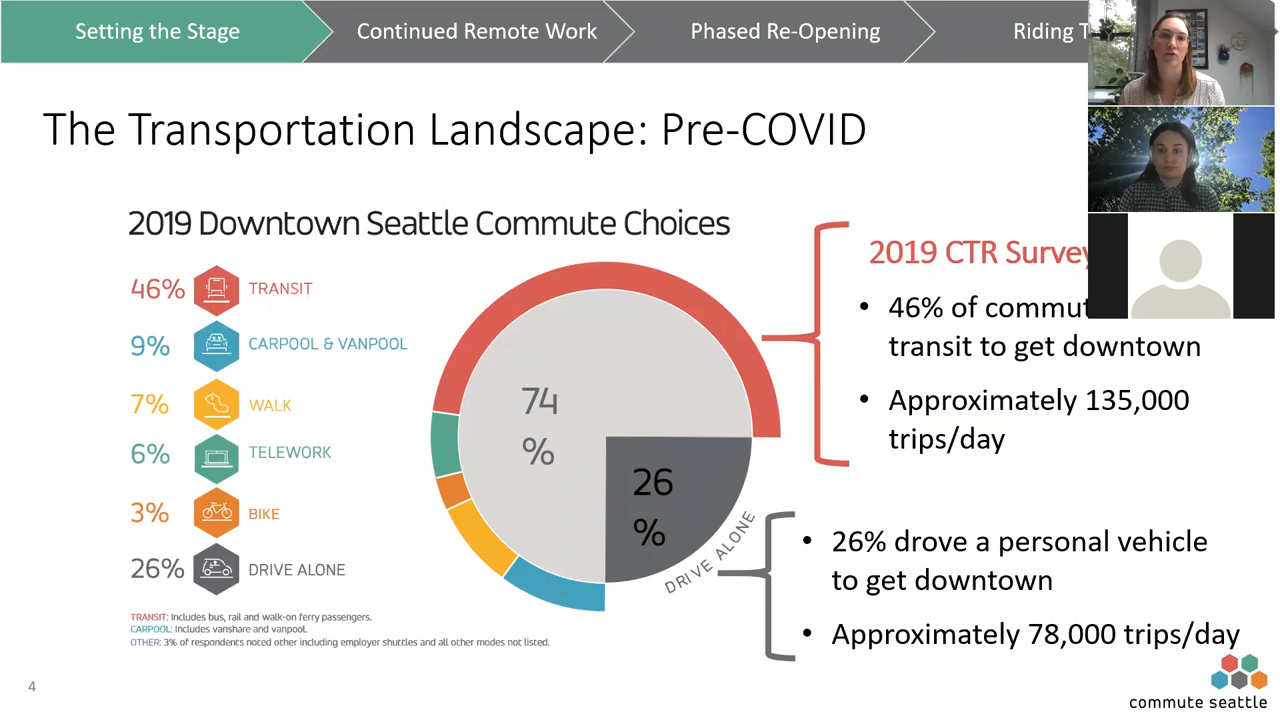 Setting the Stage
Continued Remote Work
Phased Re-Opening
Riding
The Transportation Landscape: Pre-COVID
2019 Downtown Seattle Commute Choices
46% TRANSIT
9% CARPOOL & VANPOOL
7% WALK
6% TELEWORK
3% BIKE
26% DRIVE ALONE
TRANSIT: Includes bus, rail and walk-on ferry passengers.
CARPOOL: Includes vanshare and vanpool.
OTHER: 3% of respondents noted other including employer shuttles and all other modes not listed.
74
%
26
%
DRIVE ALONE
2019 CTR Survey
• 46% of
transit to get downtown
• Approximately 135,000
trips/day
• 26% drove a personal vehicle
to get downtown
• Approximately 78,000 trips/day
4
commute seattle